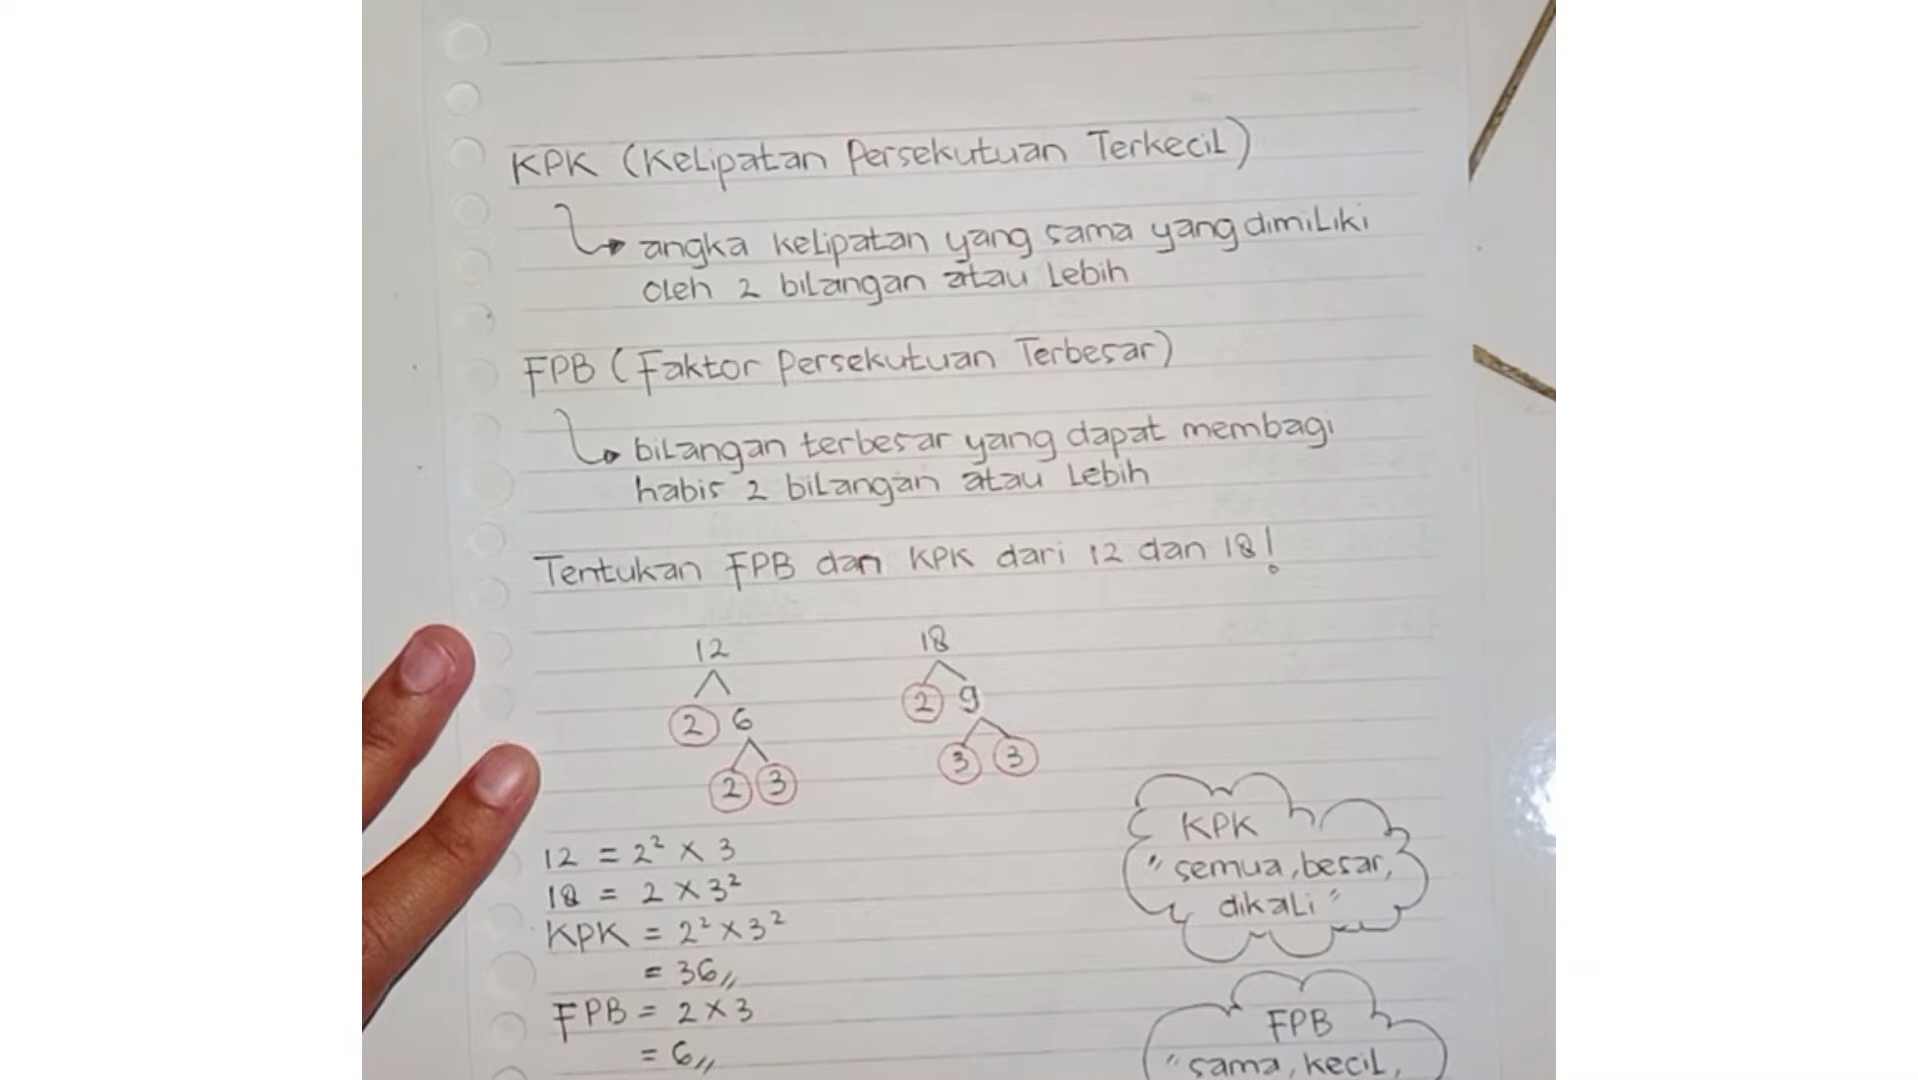 KPK (Kelipatan Persekutuan Terkecil)
angka kelipatan yang sama yang dimiliki
oleh 2 bilangan atau lebih
FPB (Faktor Persekutuan Terbesar)
bilangan terbesar yang dapat membagi
habis 2 bilangan atau lebih
Tentukan FPB dan KPK dari 12 dan 18!
12 18
2 6 2 9
2 3 3 3
12 = 2² × 3
18 = 2 × 3²
KPK = 2² × 3²
= 36,,
FPB = 2 × 3
= 6,,
KPK
"semua, besar,
dikali"
FPB
"sama, kecil,